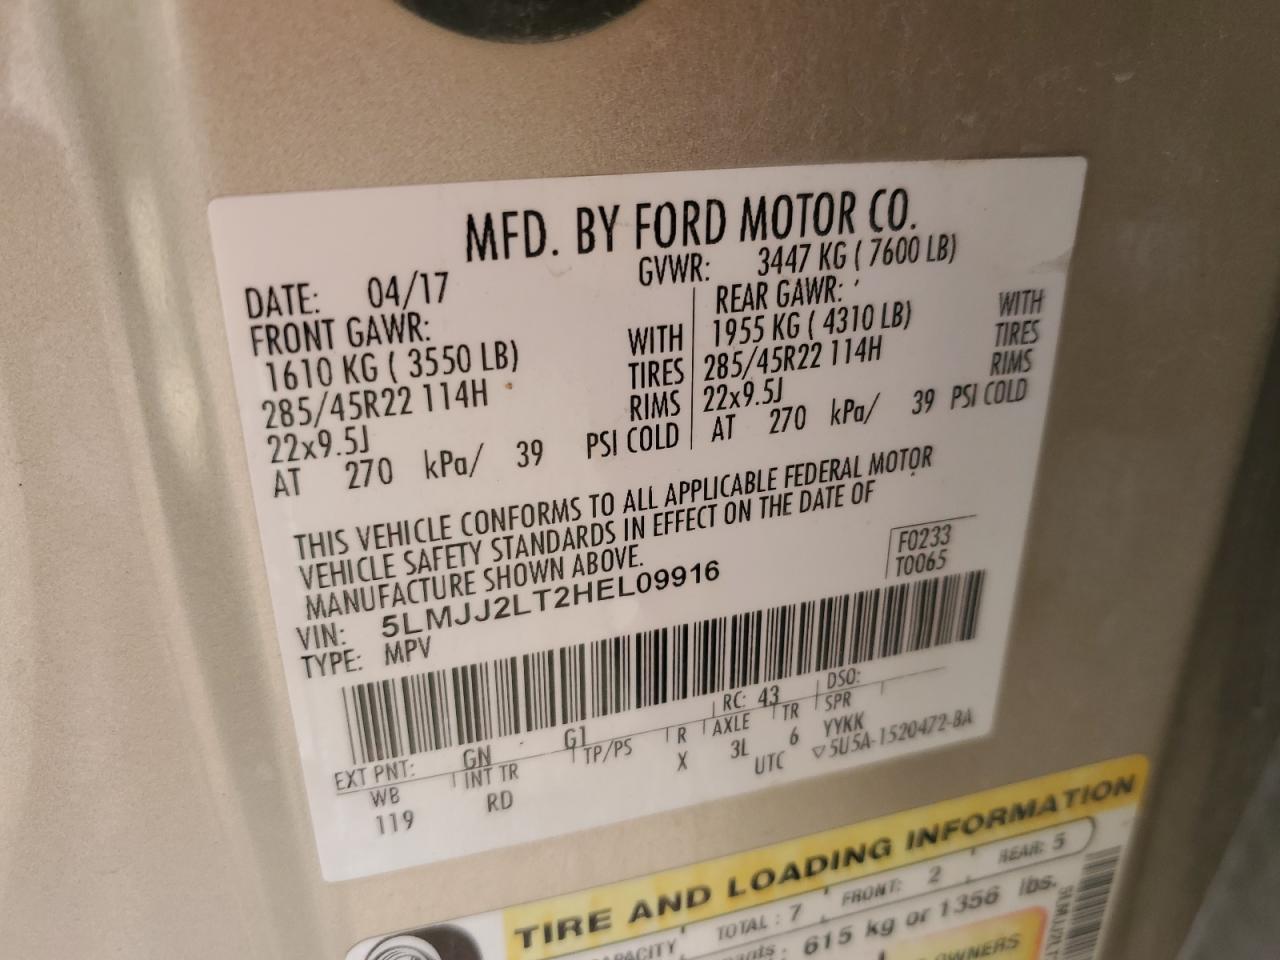 MFD. BY FORD MOTOR CO.
DATE: 04/17
GVWR: 3447 KG ( 7600 LB)
FRONT GAWR:
1610 KG ( 3550 LB) WITH
285/45R22 114H TIRES
22x9.5J RIMS
AT 270 kPa/ 39 PSI COLD
REAR GAWR:
1955 KG ( 4310 LB) WITH
285/45R22 114H TIRES
22x9.5J RIMS
AT 270 kPa/ 39 PSI COLD
THIS VEHICLE CONFORMS TO ALL APPLICABLE FEDERAL MOTOR
VEHICLE SAFETY STANDARDS IN EFFECT ON THE DATE OF
MANUFACTURE SHOWN ABOVE.
F0233
T0065
VIN: 5LMJJ2LT2HEL09916
TYPE: MPV
EXT PNT: GN G1 RC: 43 DSO:
WB INT TR TP/PS R AXLE TR SPR
119 RD X 3L 6 YYKK
UTC ▽5U5A-1520472-BA
TIRE AND LOADING INFORMATION
TOTAL : 7 FRONT: 2 REAR: 5
615 kg or 1356 lbs.
OWNERS